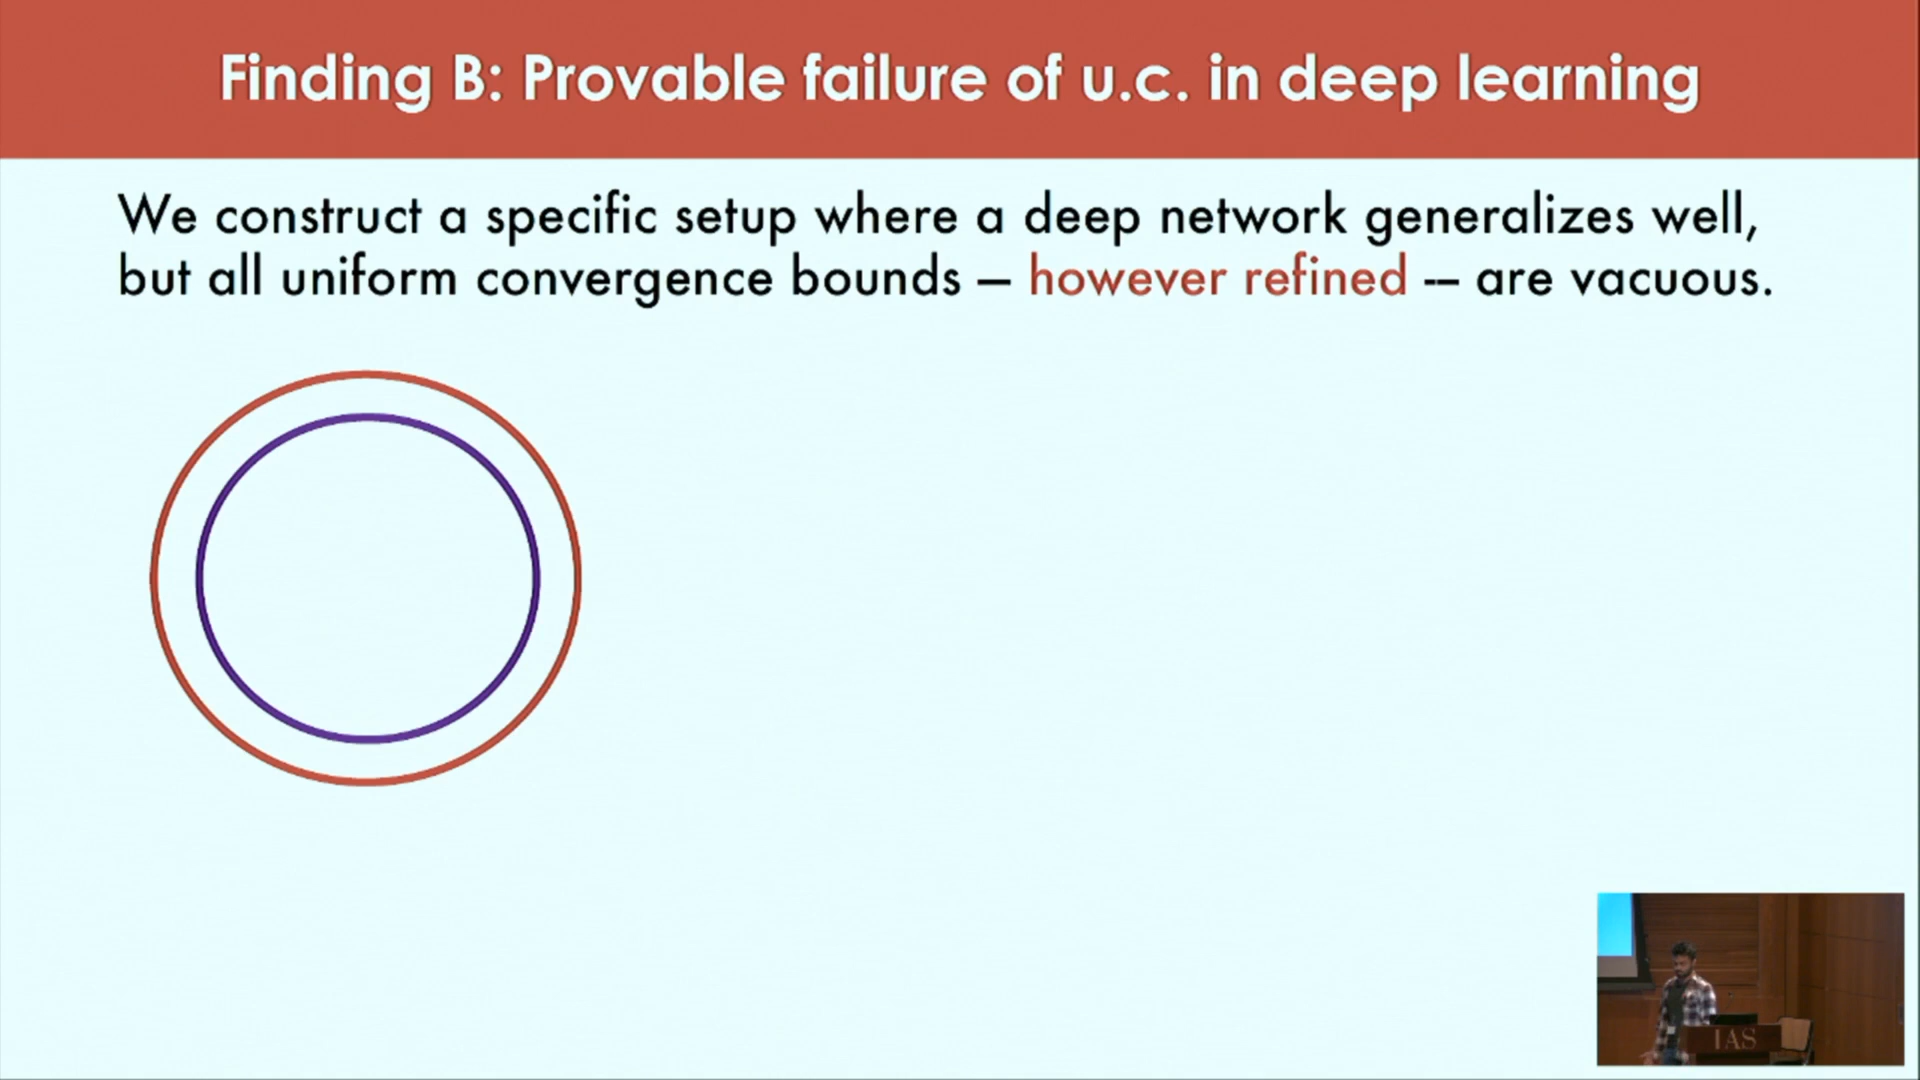 Finding B: Provable failure of u.c. in deep learning
We construct a specific setup where a deep network generalizes well,
but all uniform convergence bounds — however refined -– are vacuous.
IAS